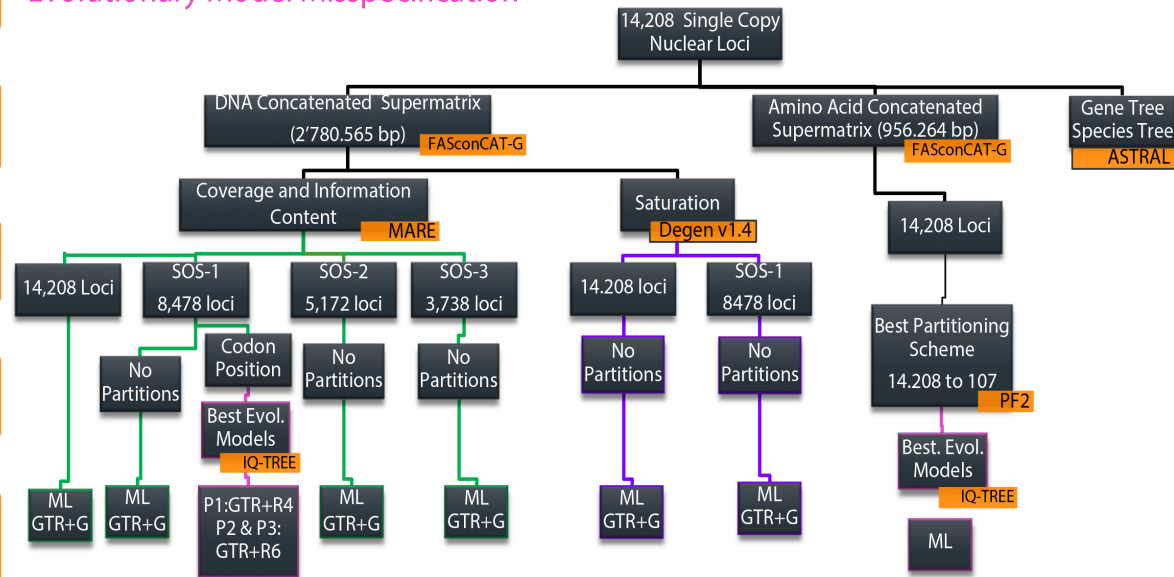 Evolutionary model misspecification
14,208 Single Copy
Nuclear Loci
DNA Concatenated Supermatrix
(2'780.565 bp)
FASconCAT-G
Amino Acid Concatenated
Supermatrix (956.264 bp)
FASconCAT-G
Gene Tree
Species Tree
ASTRAL
Coverage and Information
Content
MARE
Saturation
Degen v1.4
14,208 Loci
14,208 Loci
SOS-1
8,478 loci
SOS-2
5,172 loci
SOS-3
3,738 loci
14.208 loci
SOS-1
8478 loci
No
Partitions
Codon
Position
No
Partitions
No
Partitions
No
Partitions
No
Partitions
Best Partitioning
Scheme
14.208 to 107
PF2
Best Evol.
Models
IQ-TREE
Best. Evol.
Models
IQ-TREE
ML
GTR+G
ML
GTR+G
P1:GTR+R4
P2 & P3:
GTR+R6
ML
GTR+G
ML
GTR+G
ML
GTR+G
ML
GTR+G
ML